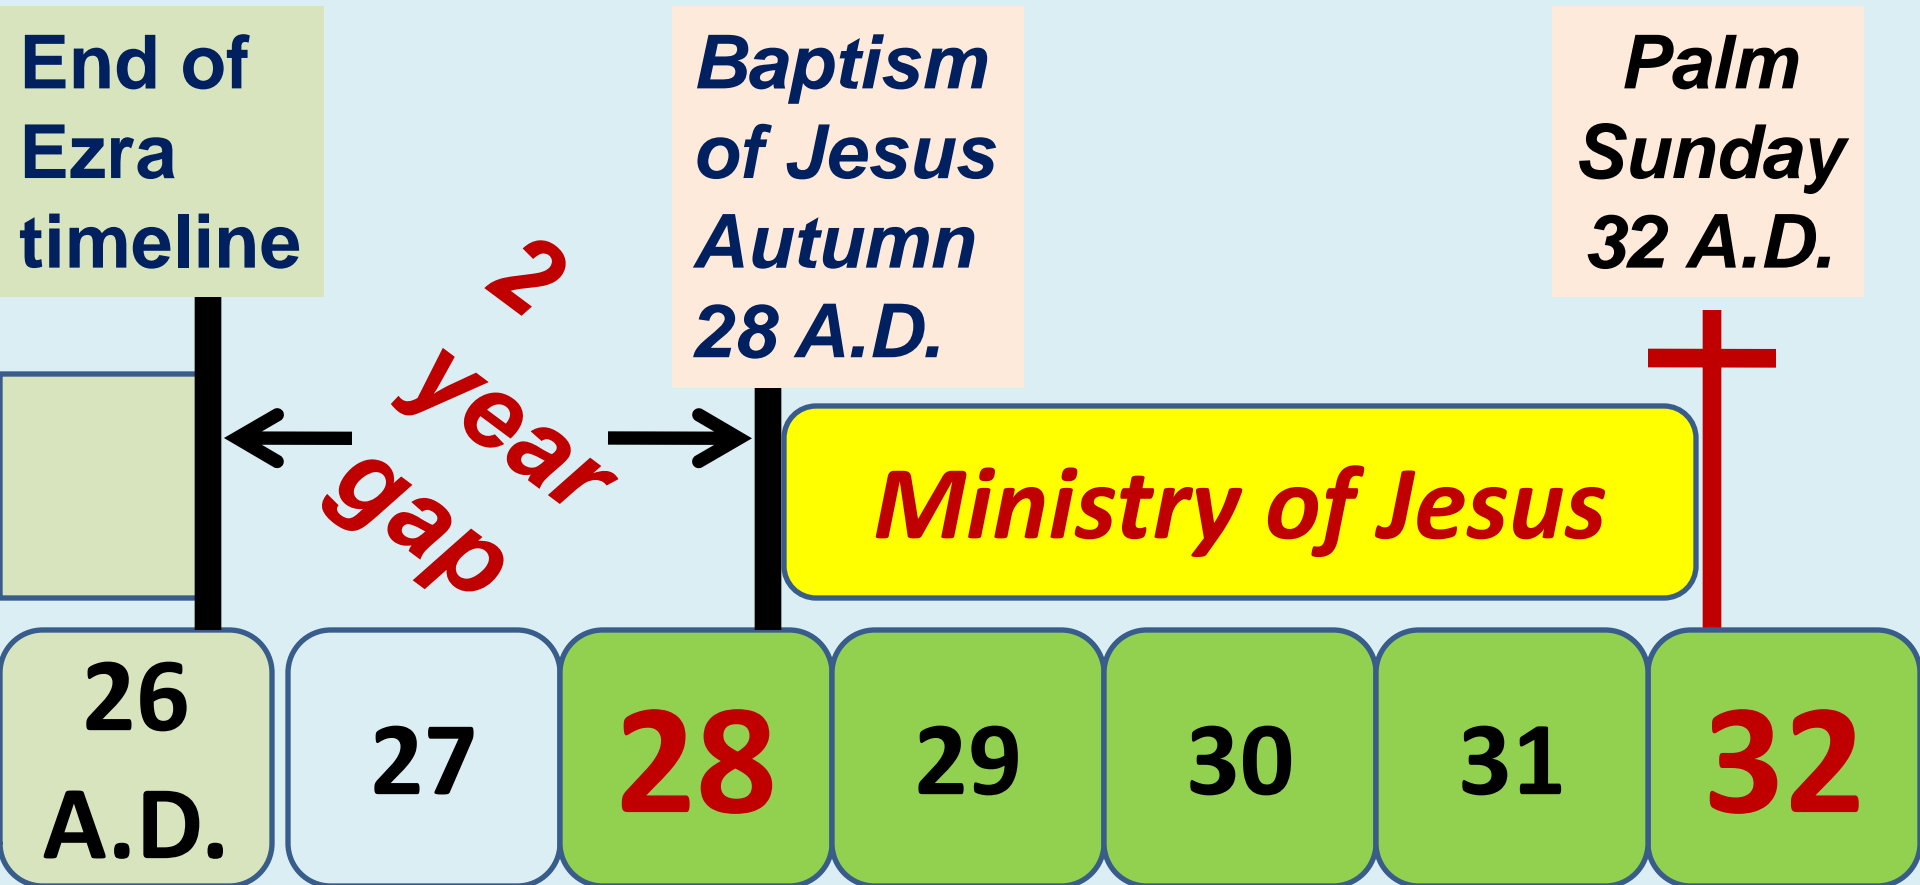 End of
Ezra
timeline
2
year
gap
Baptism
of Jesus
Autumn
28 A.D.
Palm
Sunday
32 A.D.
Ministry of Jesus
26
A.D.
27
28
29
30
31
32